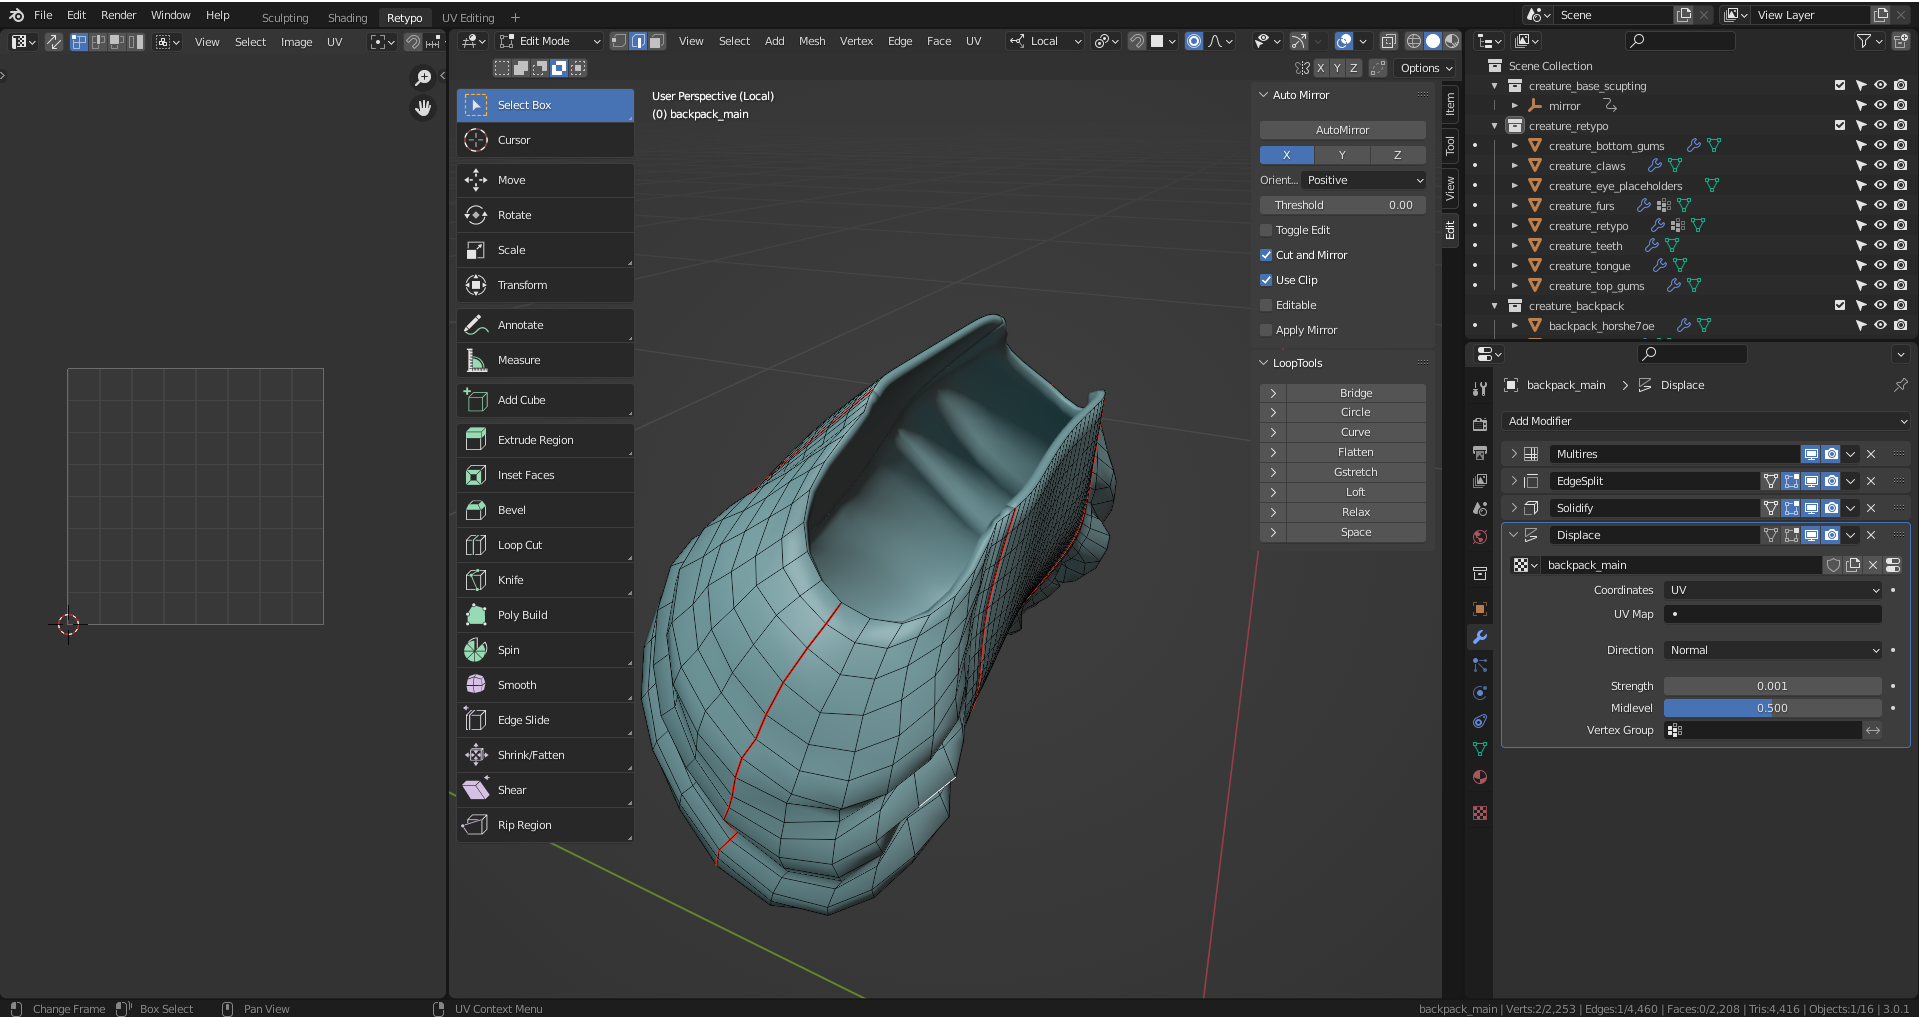 File Edit Render Window Help Sculpting Shading Retypo UV Editing + Scene View Layer
View Select Image UV Edit Mode View Select Add Mesh Vertex Edge Face UV Local
X Y Z Options
User Perspective (Local)
(0) backpack_main
Select Box
Cursor
Move
Rotate
Scale
Transform
Annotate
Measure
Add Cube
Extrude Region
Inset Faces
Bevel
Loop Cut
Knife
Poly Build
Spin
Smooth
Edge Slide
Shrink/Fatten
Shear
Rip Region
Auto Mirror
AutoMirror
X Y Z
Orient... Positive
Threshold 0.00
Toggle Edit
Cut and Mirror
Use Clip
Editable
Apply Mirror
LoopTools
Bridge
Circle
Curve
Flatten
Gstretch
Loft
Relax
Space
Item
Tool
View
Edit
Scene Collection
creature_base_scupting
mirror
creature_retypo
creature_bottom_gums
creature_claws
creature_eye_placeholders
creature_furs
creature_retypo
creature_teeth
creature_tongue
creature_top_gums
creature_backpack
backpack_horshe7oe
backpack_main > Displace
Add Modifier
Multires
EdgeSplit
Solidify
Displace
backpack_main
Coordinates UV
UV Map
Direction Normal
Strength 0.001
Midlevel 0.500
Vertex Group
Change Frame Box Select Pan View UV Context Menu backpack_main | Verts:2/2,253 | Edges:1/4,460 | Faces:0/2,208 | Tris:4,416 | Objects:1/16 | 3.0.1